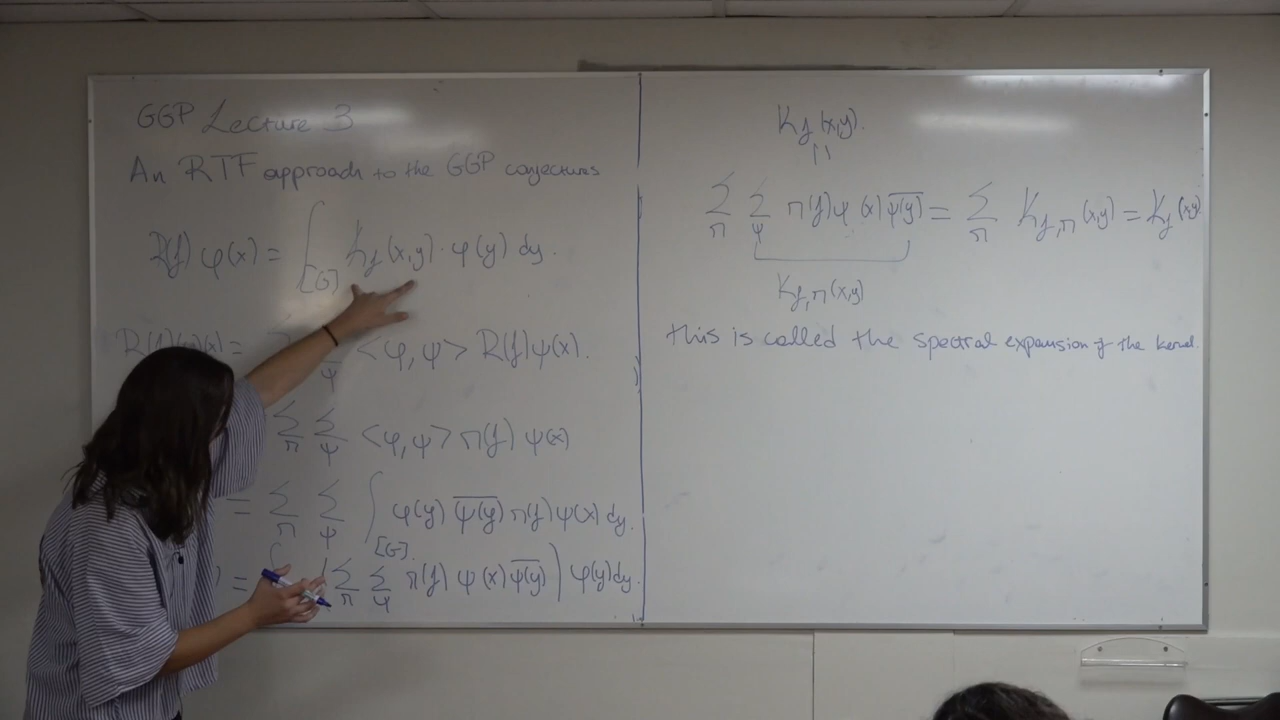 GGP Lecture 3
An RTF approach to the GGP conjectures
R(f) φ(x) = ∫_{[G]} K_f(x,y) · φ(y) dy.
R(f)φ(x) = Σ_π Σ_ψ <φ,ψ> R(f)ψ(x).
Σ_π Σ_ψ <φ,ψ> π(f) ψ(x)
= Σ_π Σ_ψ ∫_{[G]} φ(y) \overline{ψ(y)} π(f)ψ(x) dy.
= ∫ ( Σ_π Σ_ψ π(f) ψ(x) \overline{ψ(y)} ) φ(y) dy.
K_f(x,y).
Σ_π Σ_ψ π(f)ψ(x) \overline{ψ(y)} = Σ_π K_{f,π}(x,y) = K_f(x,y)
K_{f,π}(x,y)
this is called the spectral expansion of the kernel.